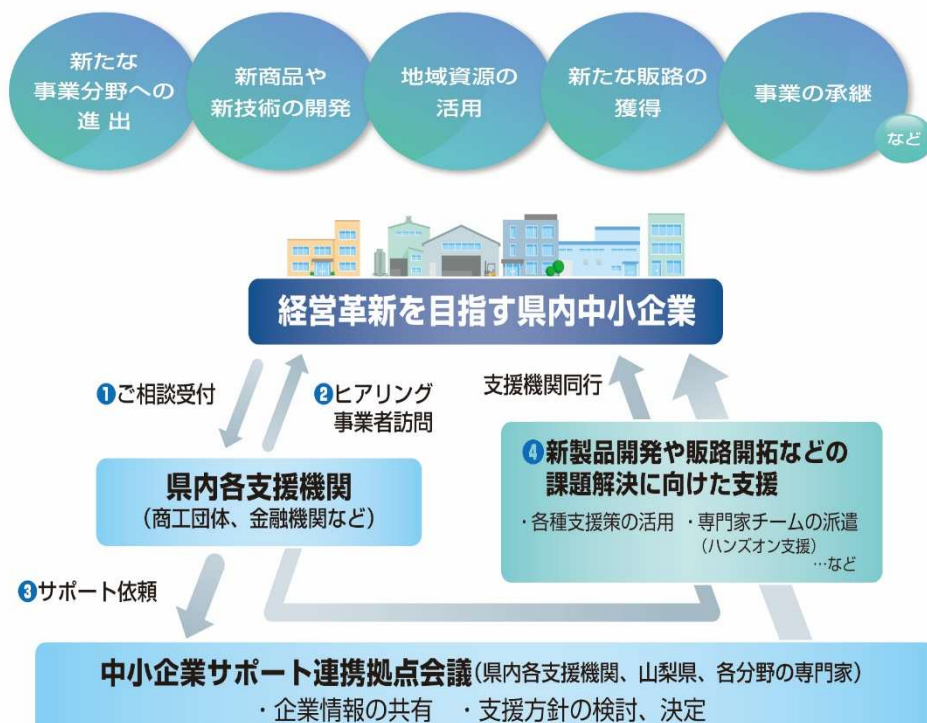 新たな
事業分野への
進出
新商品や
新技術の開発
地域資源の
活用
新たな販路の
獲得
事業の承継
など
経営革新を目指す県内中小企業
❶ご相談受付
❷ヒアリング
事業者訪問
支援機関同行
県内各支援機関
(商工団体、金融機関など)
❹新製品開発や販路開拓などの
課題解決に向けた支援
・各種支援策の活用 ・専門家チームの派遣
(ハンズオン支援)
…など
❸サポート依頼
中小企業サポート連携拠点会議(県内各支援機関、山梨県、各分野の専門家)
・企業情報の共有 ・支援方針の検討、決定